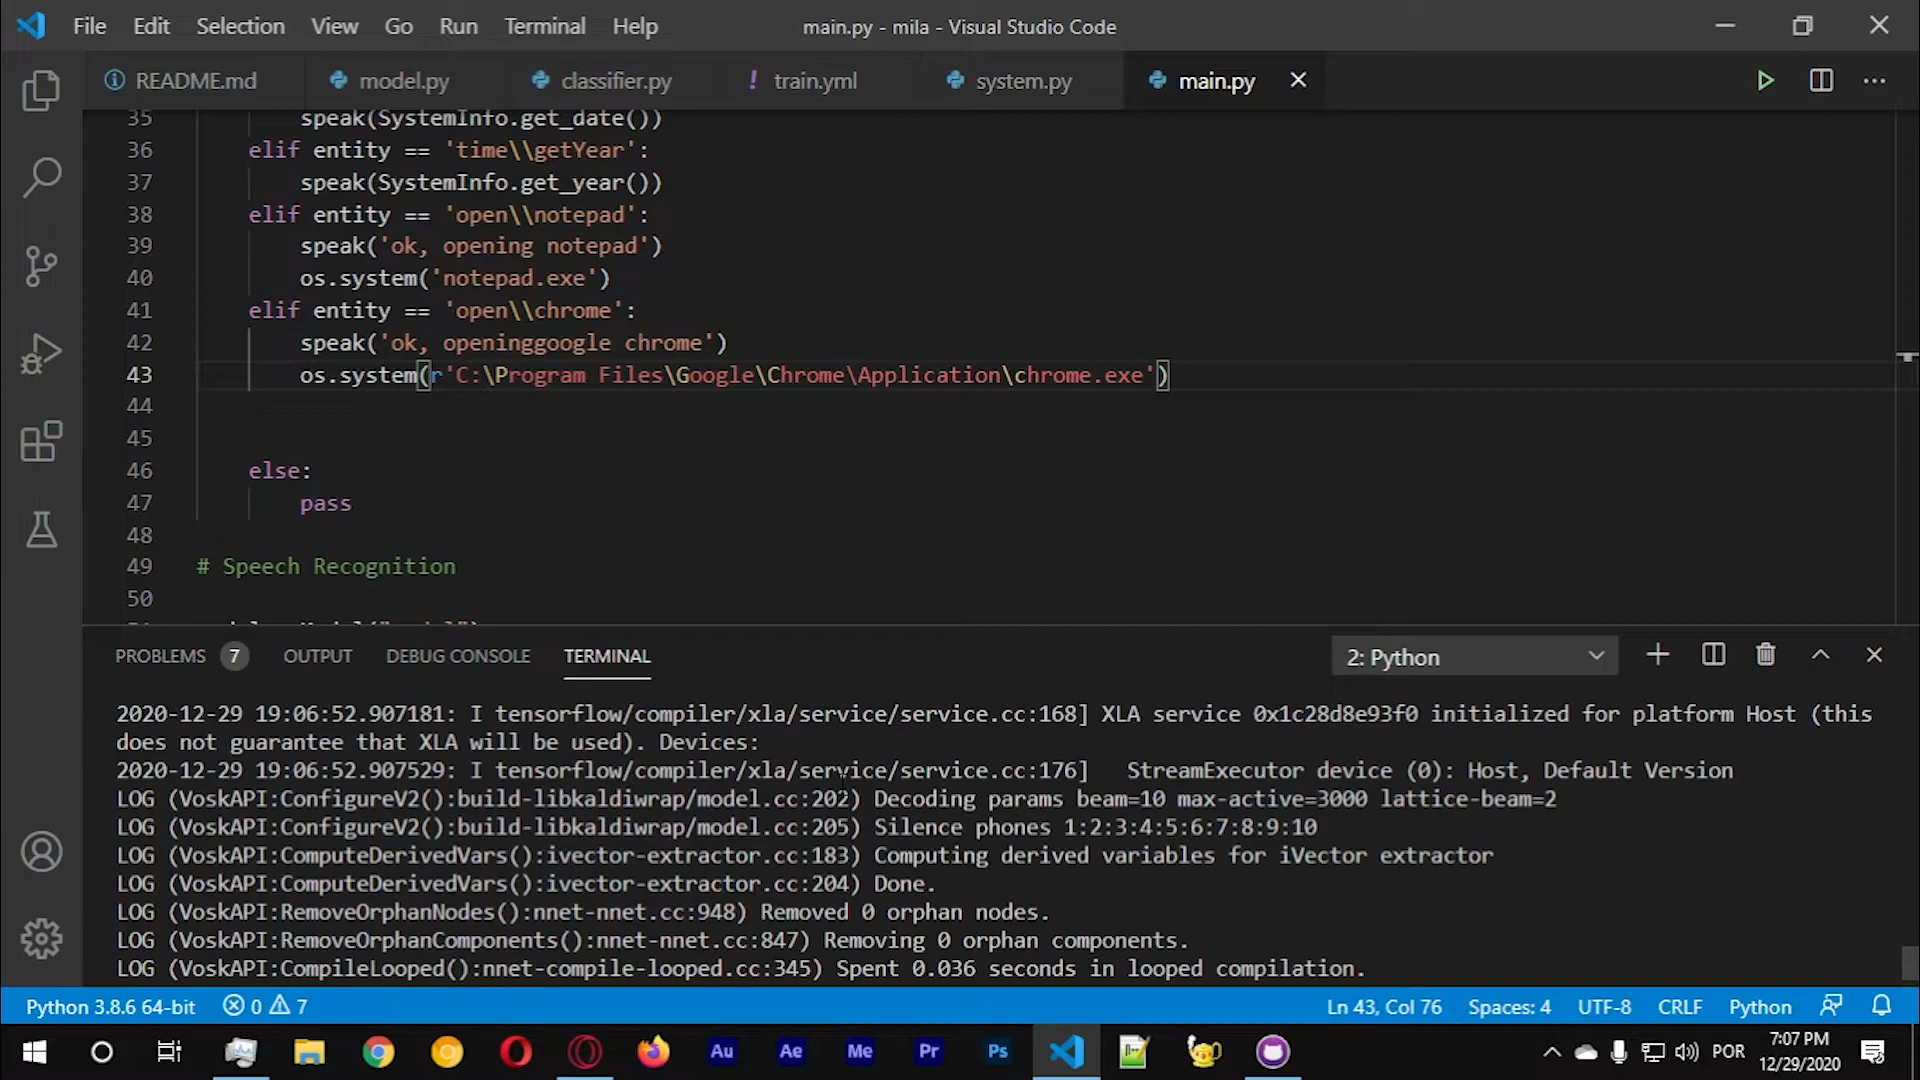 File Edit Selection View Go Run Terminal Help main.py - mila - Visual Studio Code
README.md model.py classifier.py ! train.yml system.py main.py
35 speak(SystemInfo.get_date())
36 elif entity == 'time\\getYear':
37 speak(SystemInfo.get_year())
38 elif entity == 'open\\notepad':
39 speak('ok, opening notepad')
40 os.system('notepad.exe')
41 elif entity == 'open\\chrome':
42 speak('ok, openinggoogle chrome')
43 os.system(r'C:\Program Files\Google\Chrome\Application\chrome.exe')
44
45
46 else:
47 pass
48
49 # Speech Recognition
50
PROBLEMS 7 OUTPUT DEBUG CONSOLE TERMINAL 2: Python
2020-12-29 19:06:52.907181: I tensorflow/compiler/xla/service/service.cc:168] XLA service 0x1c28d8e93f0 initialized for platform Host (this
does not guarantee that XLA will be used). Devices:
2020-12-29 19:06:52.907529: I tensorflow/compiler/xla/service/service.cc:176] StreamExecutor device (0): Host, Default Version
LOG (VoskAPI:ConfigureV2():build-libkaldiwrap/model.cc:202) Decoding params beam=10 max-active=3000 lattice-beam=2
LOG (VoskAPI:ConfigureV2():build-libkaldiwrap/model.cc:205) Silence phones 1:2:3:4:5:6:7:8:9:10
LOG (VoskAPI:ComputeDerivedVars():ivector-extractor.cc:183) Computing derived variables for iVector extractor
LOG (VoskAPI:ComputeDerivedVars():ivector-extractor.cc:204) Done.
LOG (VoskAPI:RemoveOrphanNodes():nnet-nnet.cc:948) Removed 0 orphan nodes.
LOG (VoskAPI:RemoveOrphanComponents():nnet-nnet.cc:847) Removing 0 orphan components.
LOG (VoskAPI:CompileLooped():nnet-compile-looped.cc:345) Spent 0.036 seconds in looped compilation.
Python 3.8.6 64-bit 0 7 Ln 43, Col 76 Spaces: 4 UTF-8 CRLF Python
Au Ae Me Pr Ps POR 7:07 PM
12/29/2020